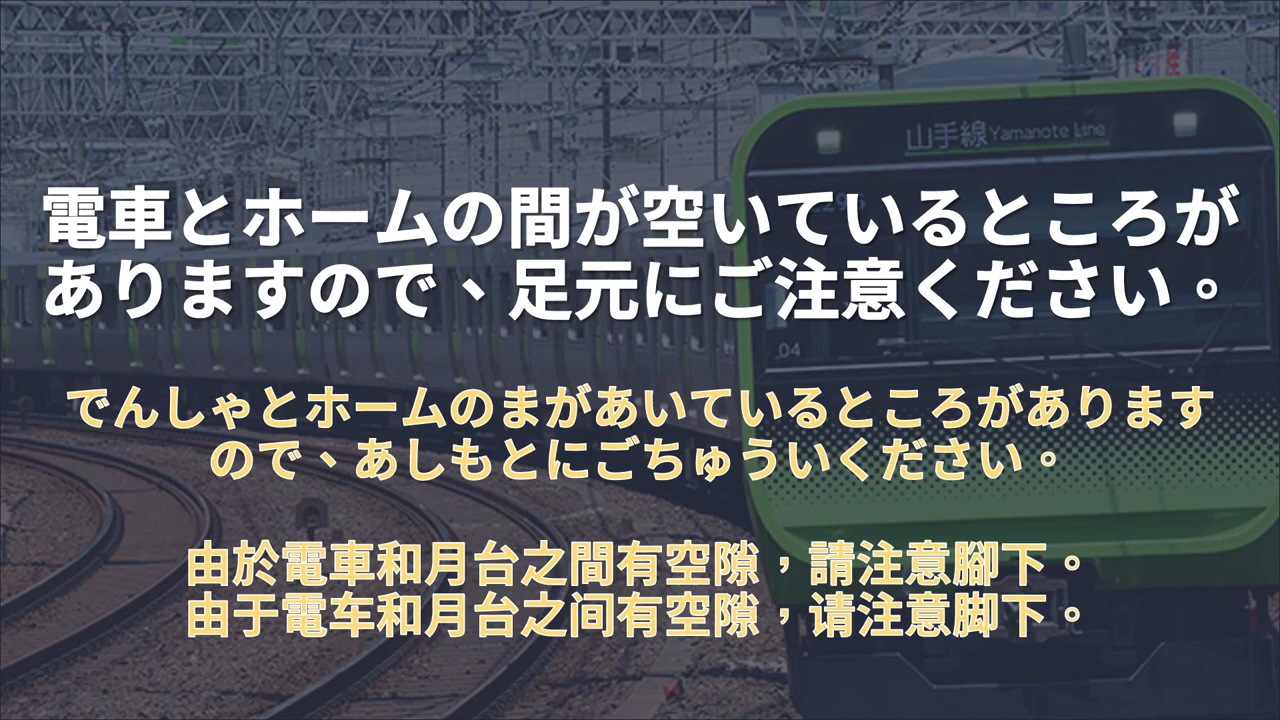 山手線 Yamanote Line
電車とホームの間が空いているところが
ありますので、足元にご注意ください。
04
でんしゃとホームのまがあいているところがあります
ので、あしもとにごちゅういください。
由於電車和月台之間有空隙，請注意腳下。
由于電车和月台之间有空隙，请注意脚下。